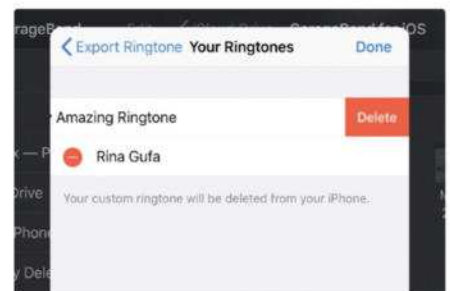 Export Ringtone Your Ringtones Done
Amazing Ringtone Delete
Rina Gufa
Your custom ringtone will be deleted from your iPhone.